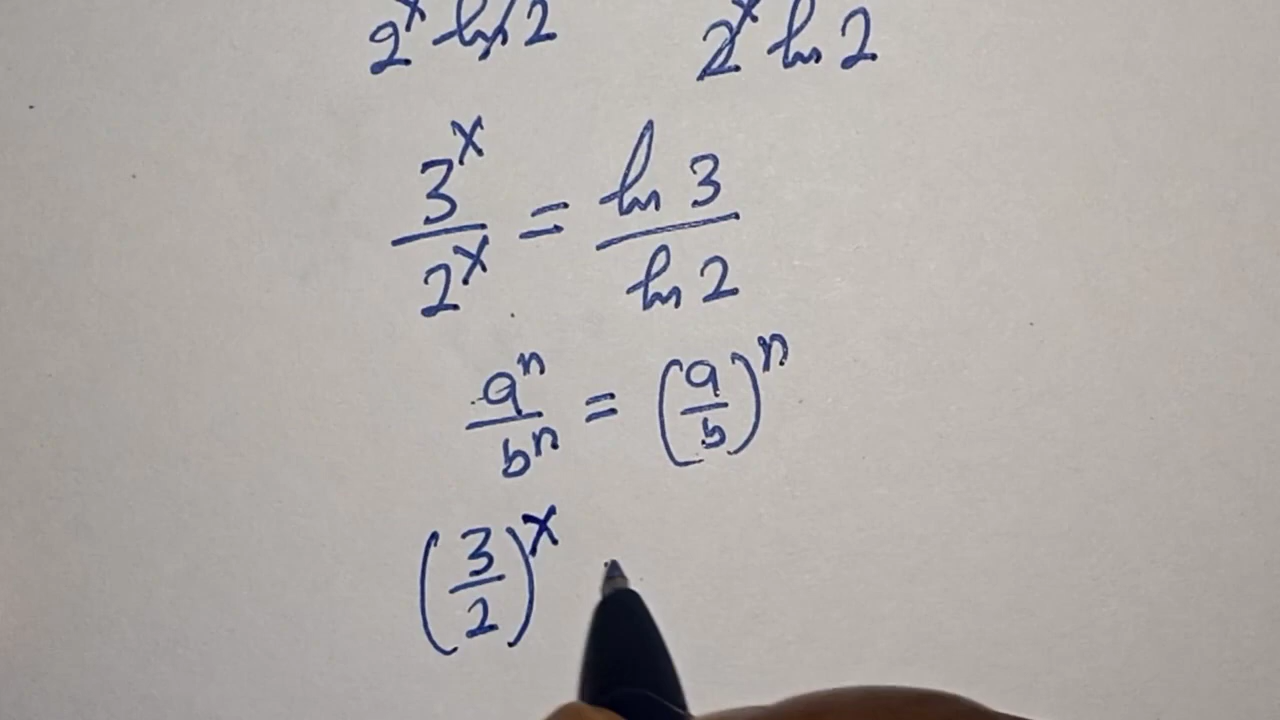 2^x ln 2    2^x ln 2
3^x/2^x = ln 3/ln 2
a^n/b^n = (a/b)^n
(3/2)^x